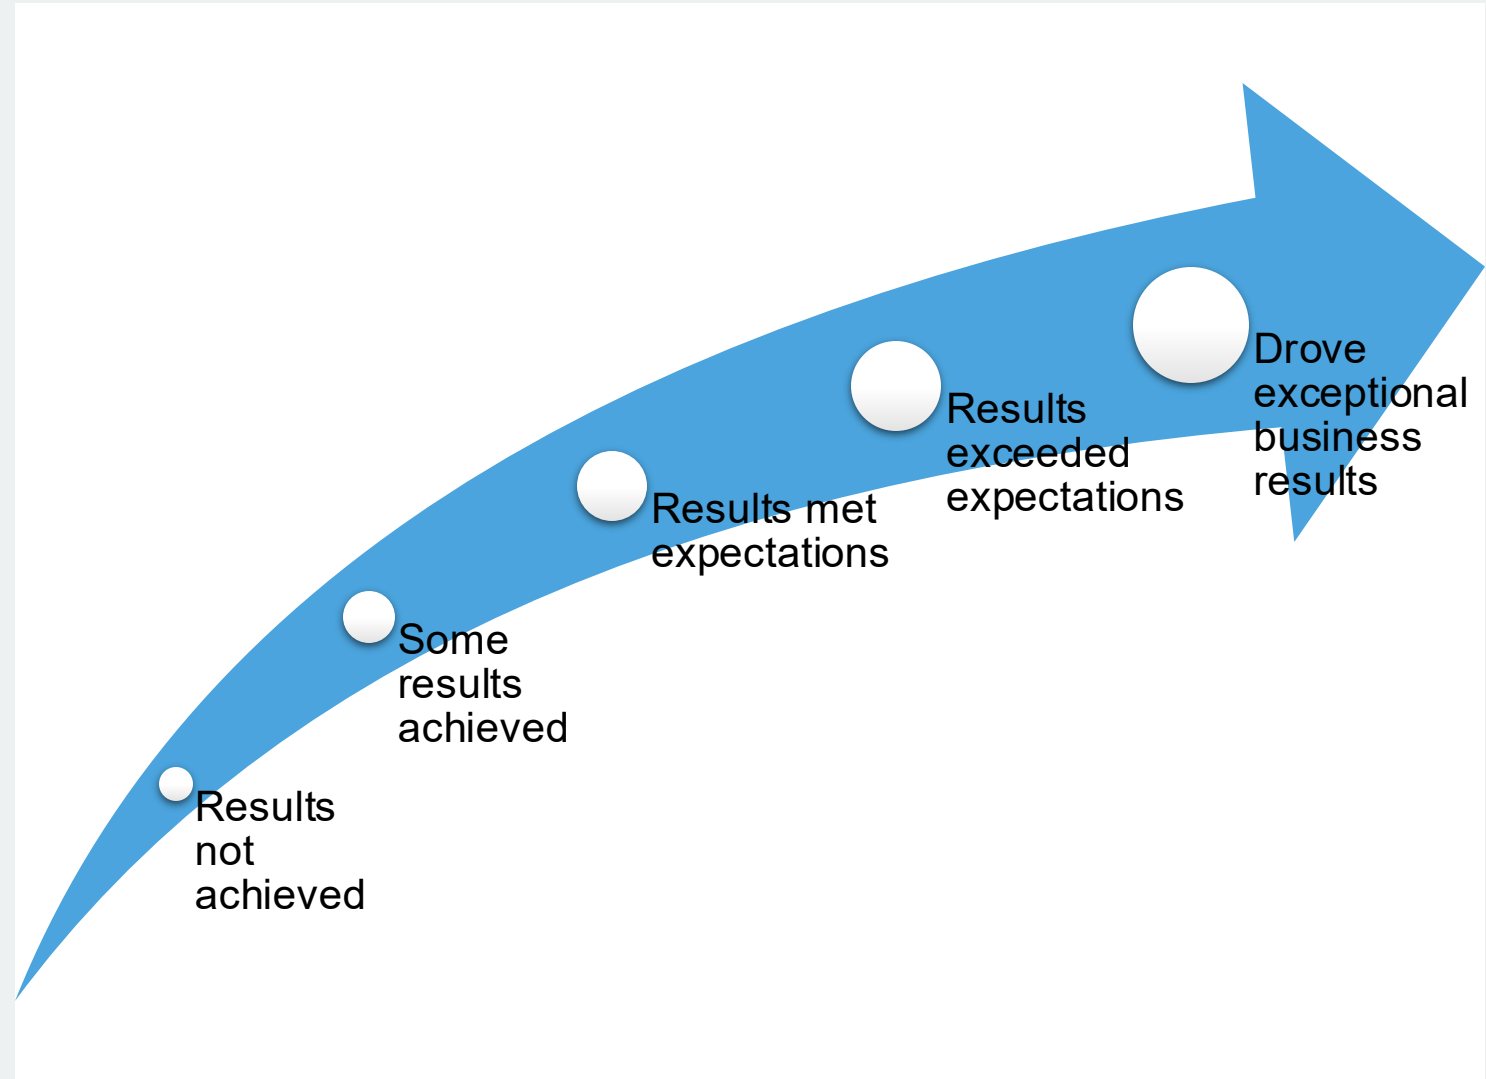 Drove
exceptional
business
results
Results
exceeded
expectations
Results met
expectations
Some
results
achieved
Results
not
achieved